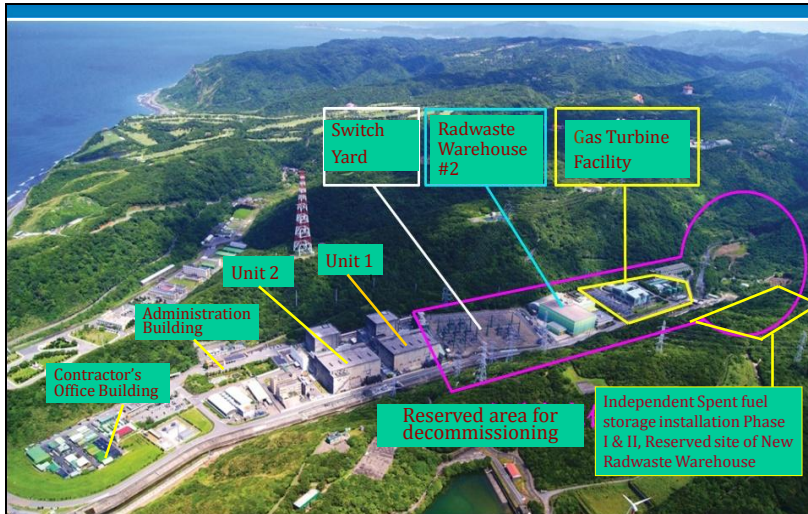 Switch
Yard
Radwaste
Warehouse
#2
Gas Turbine
Facility
Unit 1
Unit 2
Administration
Building
Contractor's
Office Building
Reserved area for
decommissioning
Independent Spent fuel
storage installation Phase
I & II, Reserved site of New
Radwaste Warehouse